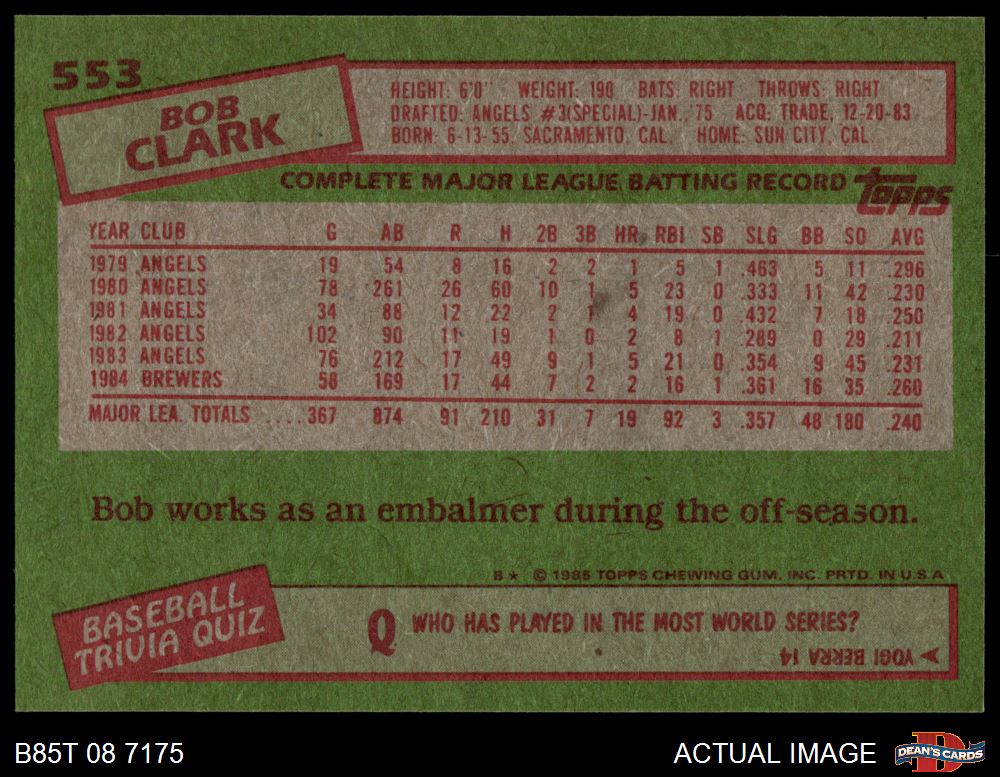 553
BOB
CLARK
HEIGHT: 6'0" WEIGHT: 190 BATS: RIGHT THROWS: RIGHT
DRAFTED: ANGELS #3(SPECIAL)-JAN., '75 ACQ: TRADE, 12-20-83
BORN: 6-13-55, SACRAMENTO, CAL. HOME: SUN CITY, CAL.
COMPLETE MAJOR LEAGUE BATTING RECORD topps
YEAR CLUB G AB R H 2B 3B HR RBI SB SLG BB SO AVG
1979 ANGELS 19 54 8 16 2 2 1 5 1 .463 5 11 .296
1980 ANGELS 78 261 26 60 10 1 5 23 0 .333 11 42 .230
1981 ANGELS 34 88 12 22 2 1 4 19 0 .432 7 18 .250
1982 ANGELS 102 90 11 19 1 0 2 8 1 .289 0 29 .211
1983 ANGELS 76 212 17 49 9 1 5 21 0 .354 9 45 .231
1984 BREWERS 58 169 17 44 7 2 2 16 1 .361 16 35 .260
MAJOR LEA. TOTALS ....367 874 91 210 31 7 19 92 3 .357 48 180 .240
Bob works as an embalmer during the off-season.
B★ © 1985 TOPPS CHEWING GUM, INC. PRTD. IN U.S.A
BASEBALL
TRIVIA QUIZ
Q WHO HAS PLAYED IN THE MOST WORLD SERIES?
➤ YOGI BERRA 14
B85T 08 7175
ACTUAL IMAGE
D
DEAN'S CARDS